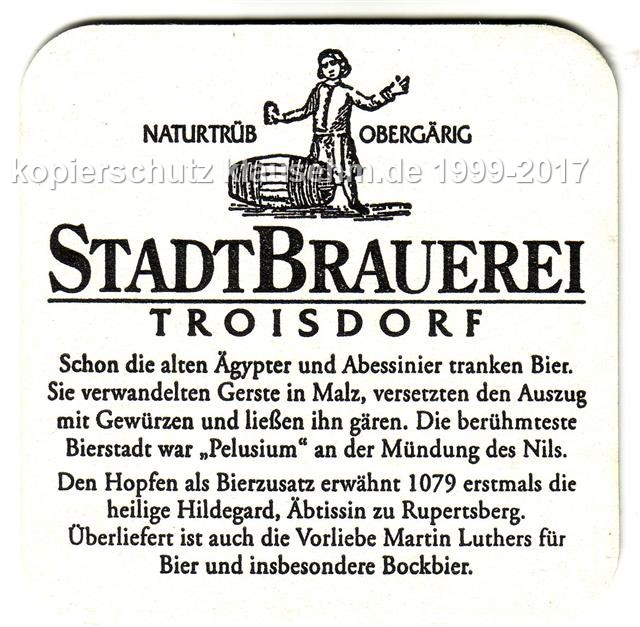 NATURTRÜB OBERGÄRIG
kopierschutz klausehm.de 1999-2017
STADTBRAUEREI
TROISDORF
Schon die alten Ägypter und Abessinier tranken Bier.
Sie verwandelten Gerste in Malz, versetzten den Auszug
mit Gewürzen und ließen ihn gären. Die berühmteste
Bierstadt war „Pelusium“ an der Mündung des Nils.
Den Hopfen als Bierzusatz erwähnt 1079 erstmals die
heilige Hildegard, Äbtissin zu Rupertsberg.
Überliefert ist auch die Vorliebe Martin Luthers für
Bier und insbesondere Bockbier.